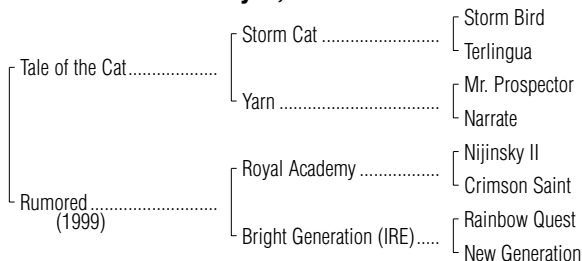 Storm Bird
Storm Cat
Terlingua
Tale of the Cat
Mr. Prospector
Yarn
Narrate
Nijinsky II
Royal Academy
Crimson Saint
Rumored
(1999)
Rainbow Quest
Bright Generation (IRE)
New Generation